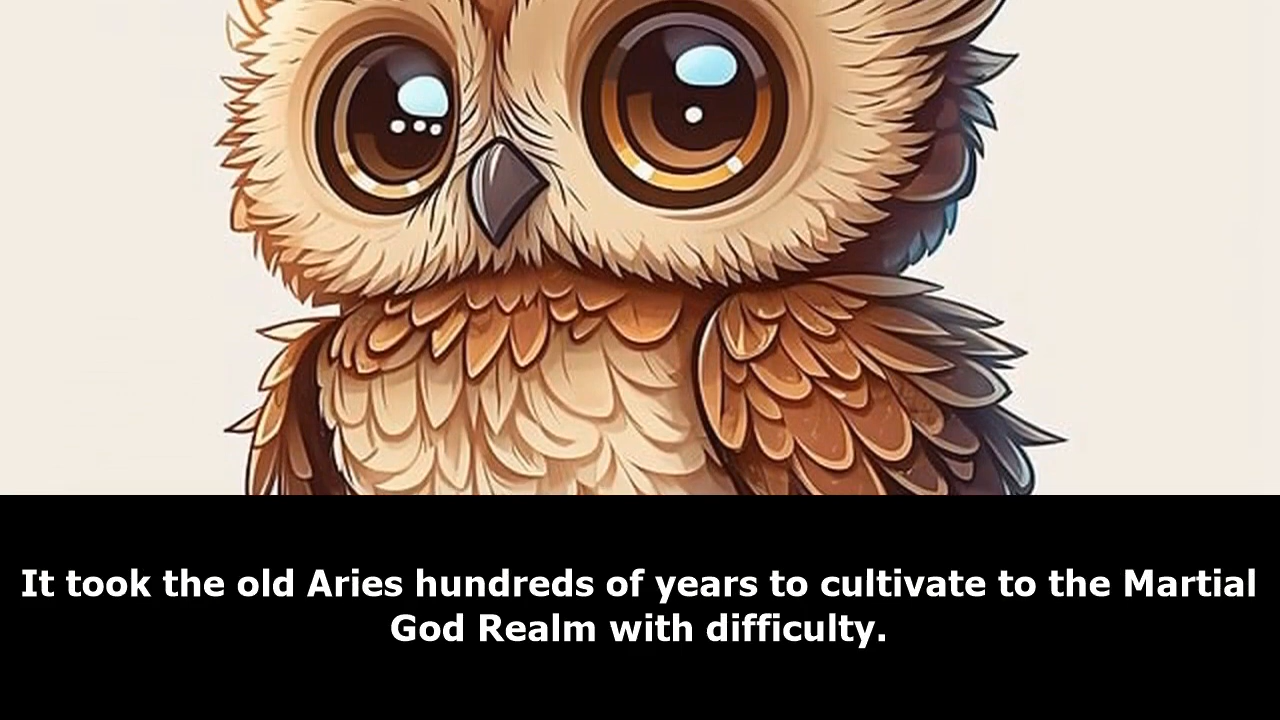 It took the old Aries hundreds of years to cultivate to the Martial
God Realm with difficulty.